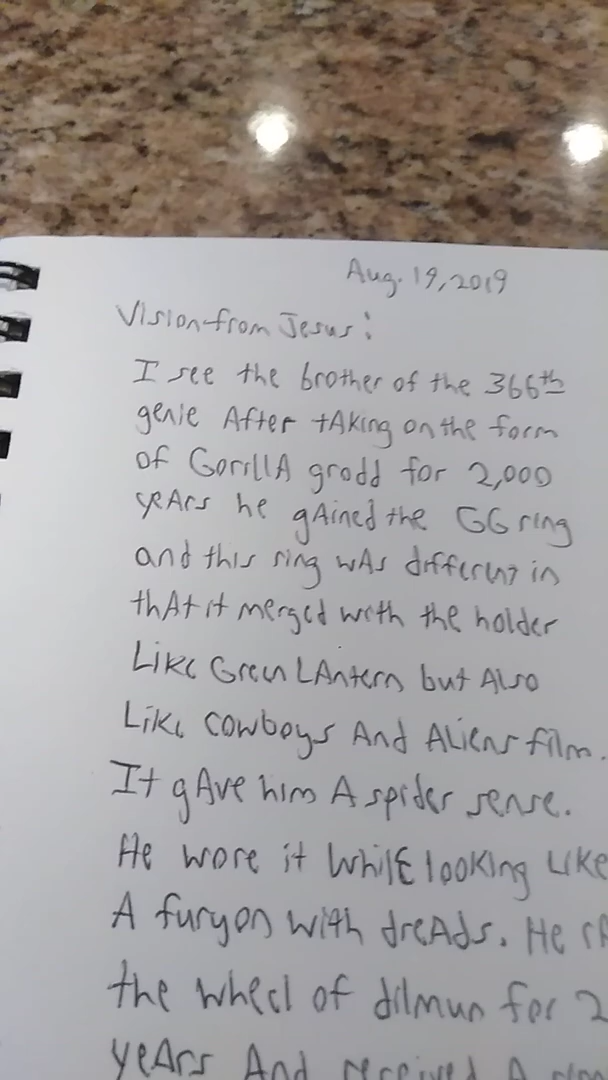 Aug. 19, 2019
Vision from Jesus:
I see the brother of the 366th
genie After tAking on the form
of GorillA grodd for 2,000
yeArs he gAined the GG ring
and this ring wAs different in
thAt it merged with the holder
Like Green LAntern but Also
Like cowboys And Aliens film.
It gAve him A spider sense.
He wore it while looking Like
A furyon with dreAds. He
the wheel of dilmun for 2
yeArs And received A